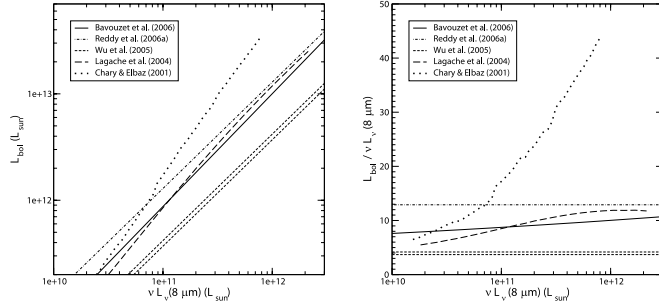 Bavouzet et al. (2006)
Reddy et al. (2006a)
Wu et al. (2005)
Lagache et al. (2004)
Chary & Elbaz (2001)
1e+13
1e+12
L_bol (L_sun)
1e+10 1e+11 1e+12
ν L_ν(8 μm) (L_sun)
50
40
30
20
10
0
L_bol / ν L_ν(8 μm)
Bavouzet et al. (2006)
Reddy et al. (2006a)
Wu et al. (2005)
Lagache et al. (2004)
Chary & Elbaz (2001)
1e+10 1e+11 1e+12
ν L_ν(8 μm) (L_sun)